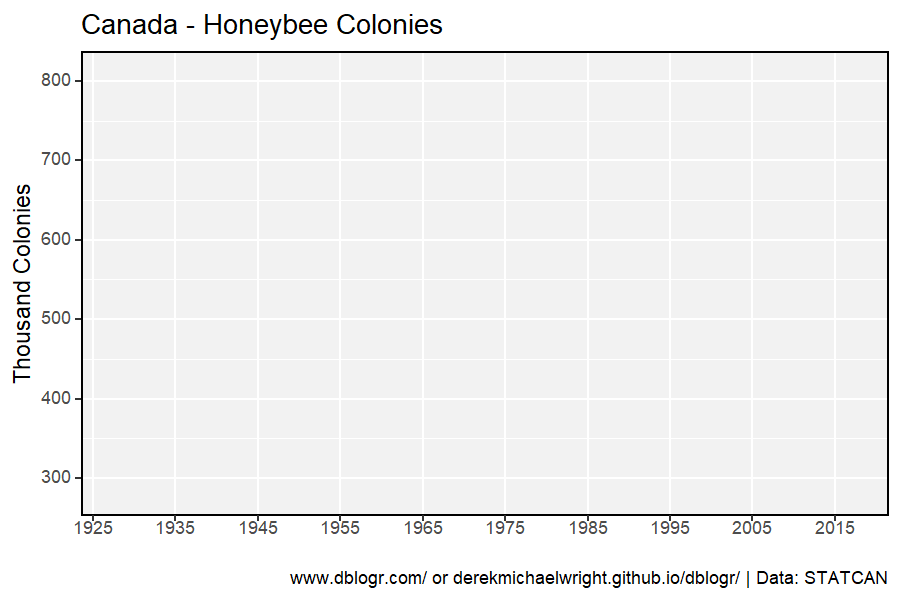 Canada - Honeybee Colonies
Thousand Colonies
800
700
600
500
400
300
1925 1935 1945 1955 1965 1975 1985 1995 2005 2015
www.dblogr.com/ or derekmichaelwright.github.io/dblogr/ | Data: STATCAN